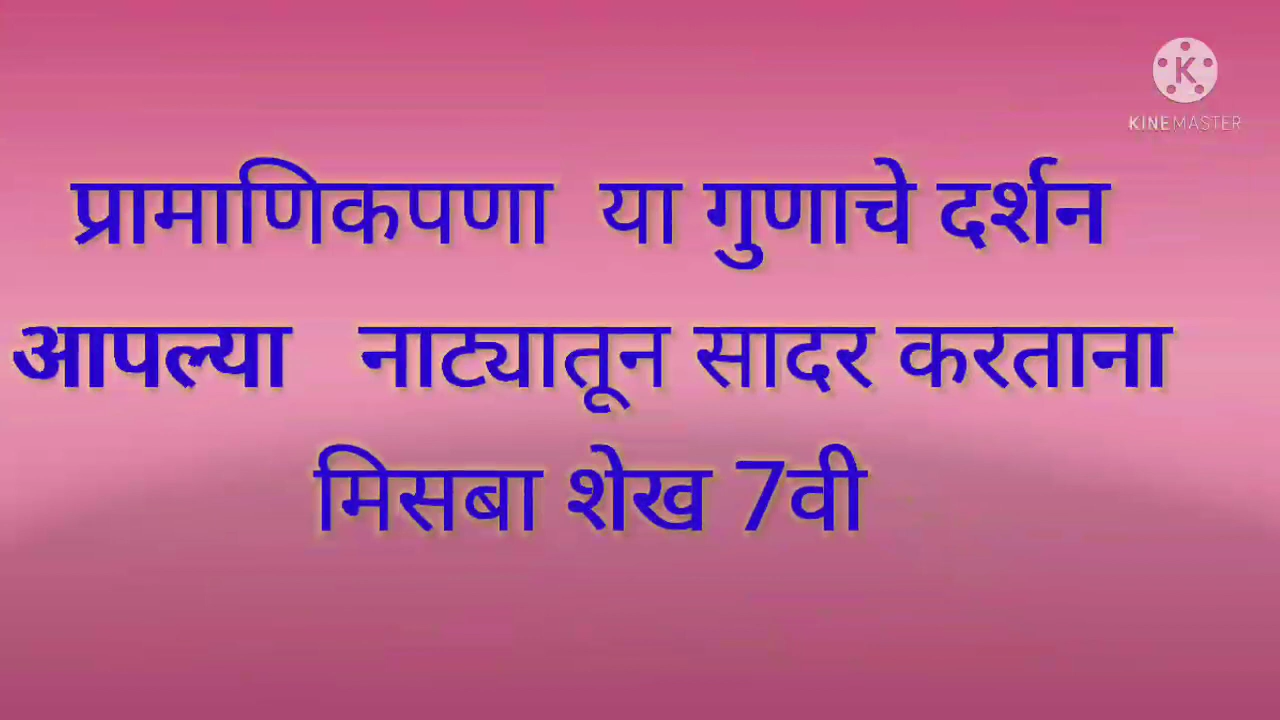 KINEMASTER
प्रामाणिकपणा या गुणाचे दर्शन
आपल्या नाट्यातून सादर करताना
मिसबा शेख 7वी